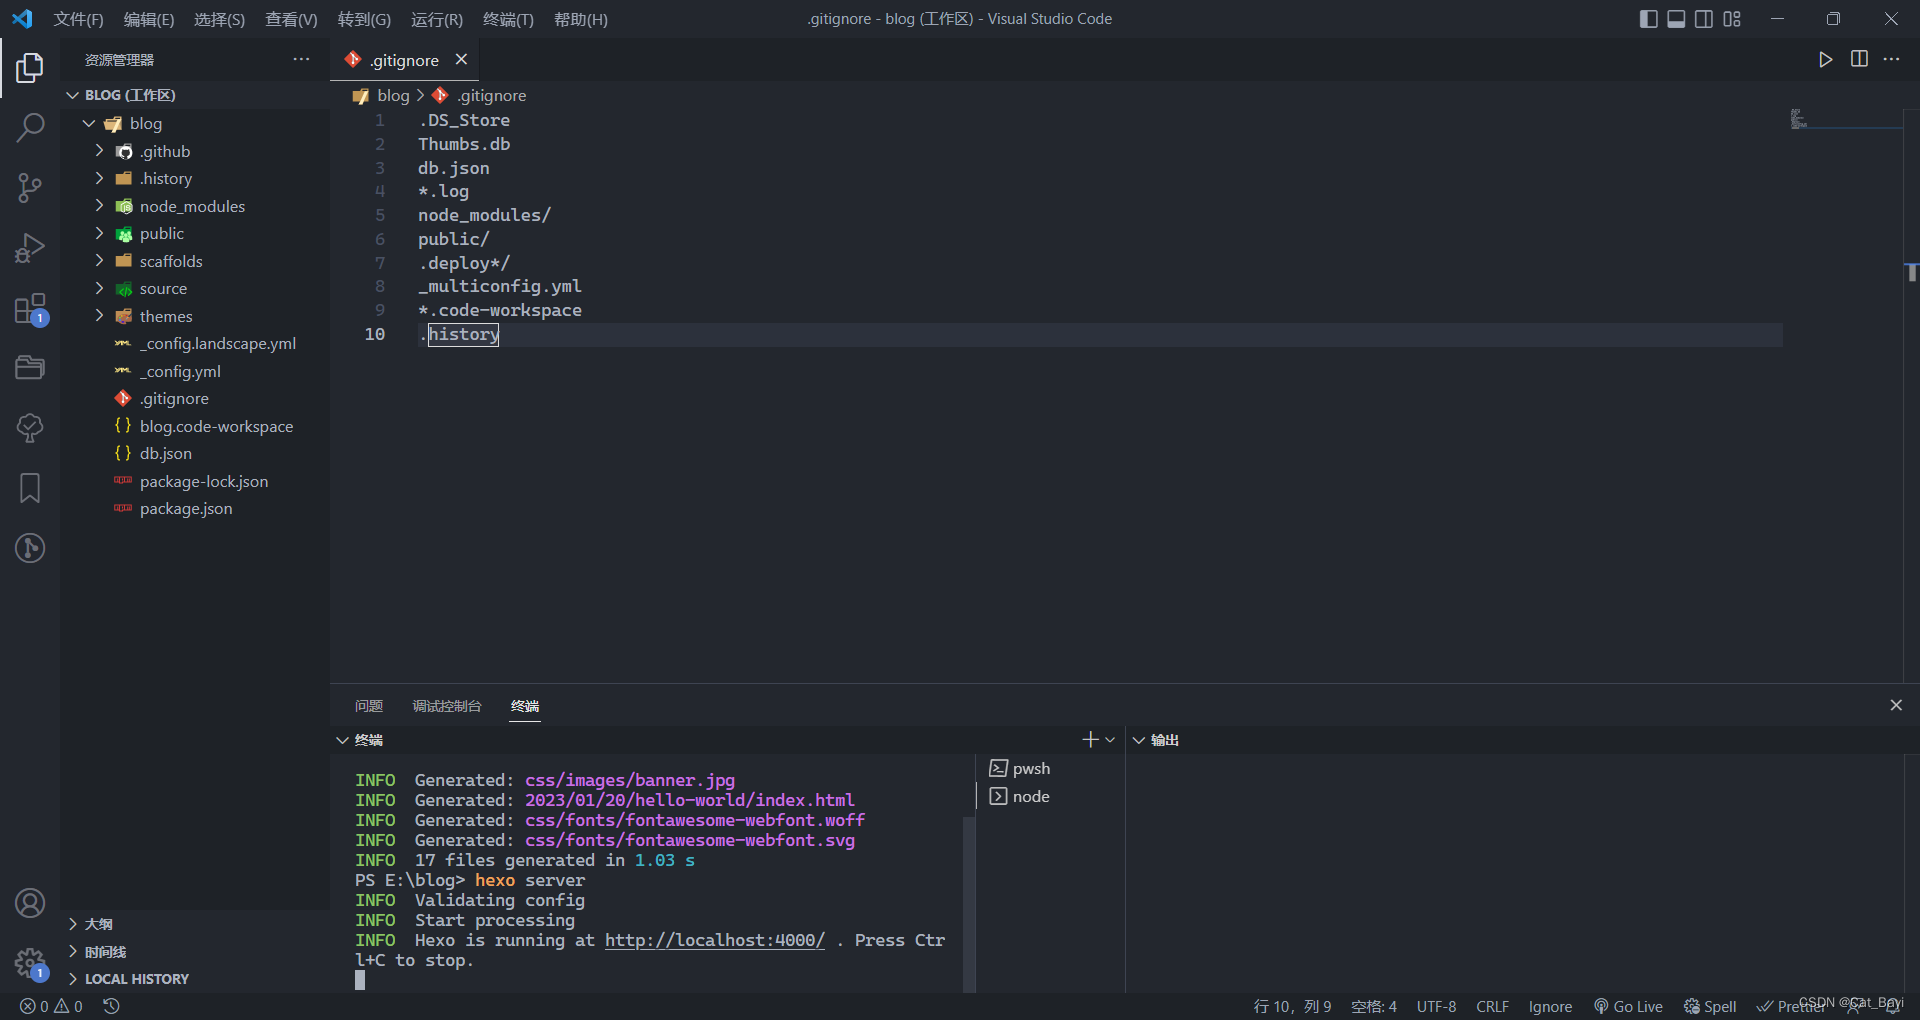 文件(F) 编辑(E) 选择(S) 查看(V) 转到(G) 运行(R) 终端(T) 帮助(H)
.gitignore - blog (工作区) - Visual Studio Code
资源管理器
BLOG (工作区)
blog
.github
.history
node_modules
public
scaffolds
source
themes
_config.landscape.yml
_config.yml
.gitignore
blog.code-workspace
db.json
package-lock.json
package.json
大纲
时间线
LOCAL HISTORY
1
1
.gitignore
blog > .gitignore
1 .DS_Store
2 Thumbs.db
3 db.json
4 *.log
5 node_modules/
6 public/
7 .deploy*/
8 _multiconfig.yml
9 *.code-workspace
10 .history
问题 调试控制台 终端
终端
INFO Generated: css/images/banner.jpg
INFO Generated: 2023/01/20/hello-world/index.html
INFO Generated: css/fonts/fontawesome-webfont.woff
INFO Generated: css/fonts/fontawesome-webfont.svg
INFO 17 files generated in 1.03 s
PS E:\blog> hexo server
INFO Validating config
INFO Start processing
INFO Hexo is running at http://localhost:4000/ . Press Ctr
l+C to stop.
pwsh
node
输出
0 0
行 10, 列 9 空格: 4 UTF-8 CRLF Ignore Go Live Spell Prettier
CSDN @Cat_Bayi